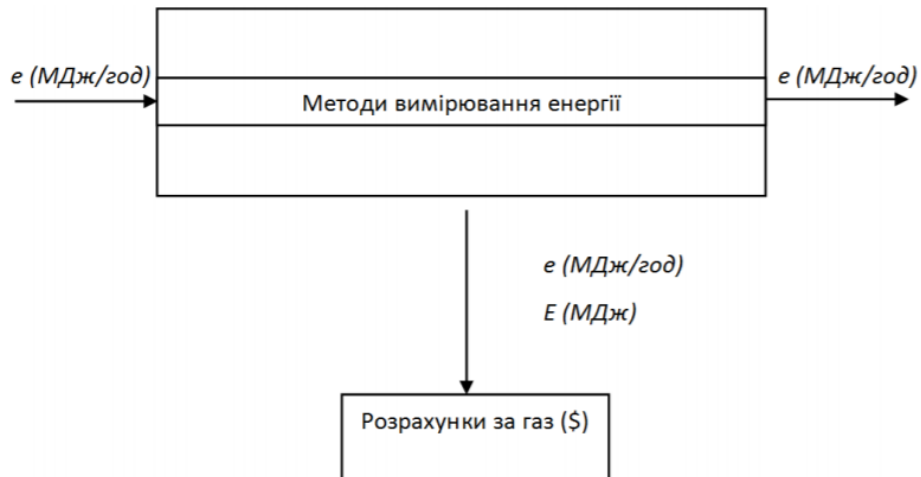 e (МДж/год)
e (МДж/год)
Методи вимірювання енергії
e (МДж/год)
E (МДж)
Розрахунки за газ ($)